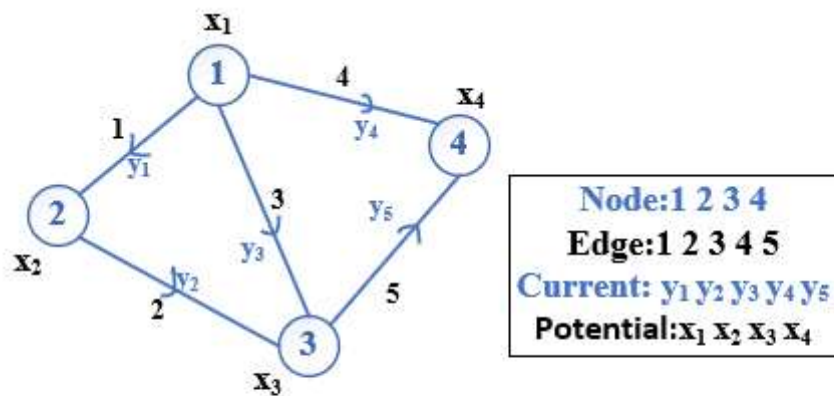 x₁
1
4
x₄
1
y₁
y₄
4
3
2
y₅
y₃
x₂
y₂
2
5
3
x₃
Node:1 2 3 4
Edge:1 2 3 4 5
Current: y₁ y₂ y₃ y₄ y₅
Potential:x₁ x₂ x₃ x₄